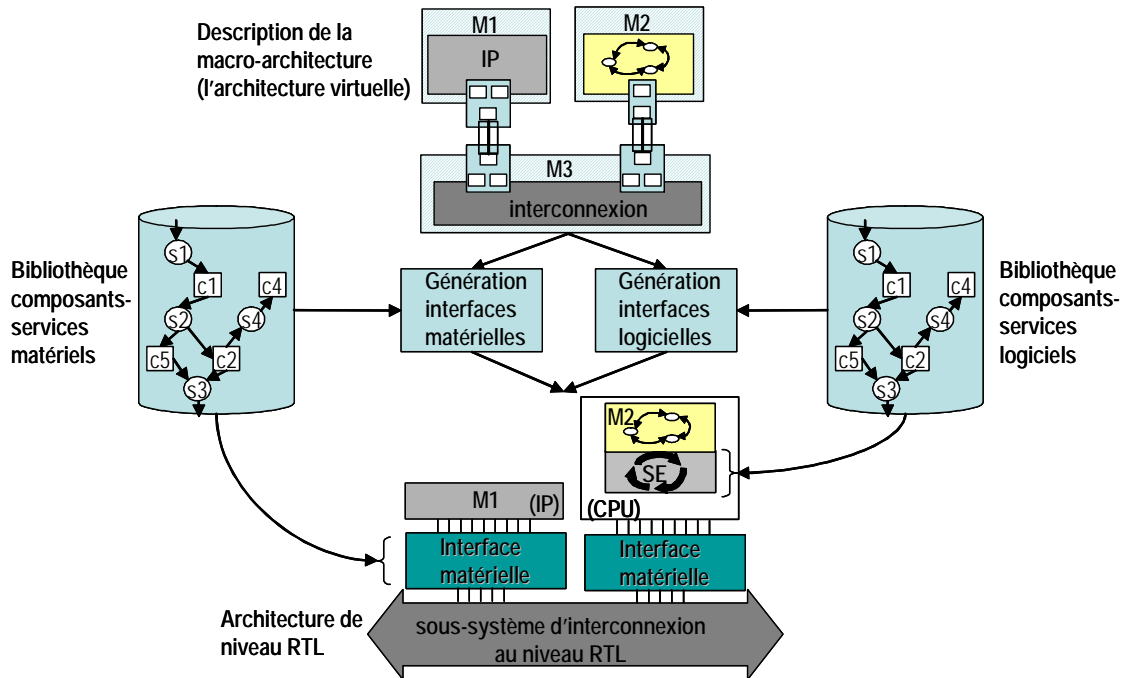 Description de la
macro-architecture
(l'architecture virtuelle)
M1
IP
M2
M3
interconnexion
Bibliothèque
composants-
services
matériels
s1
c1
c4
s2
s4
c5
c2
s3
Génération
interfaces
matérielles
Génération
interfaces
logicielles
s1
c1
c4
s2
s4
c5
c2
s3
Bibliothèque
composants-
services
logiciels
M2
SE
(CPU)
M1
(IP)
Interface
matérielle
Interface
matérielle
Architecture de
niveau RTL
sous-système d'interconnexion
au niveau RTL